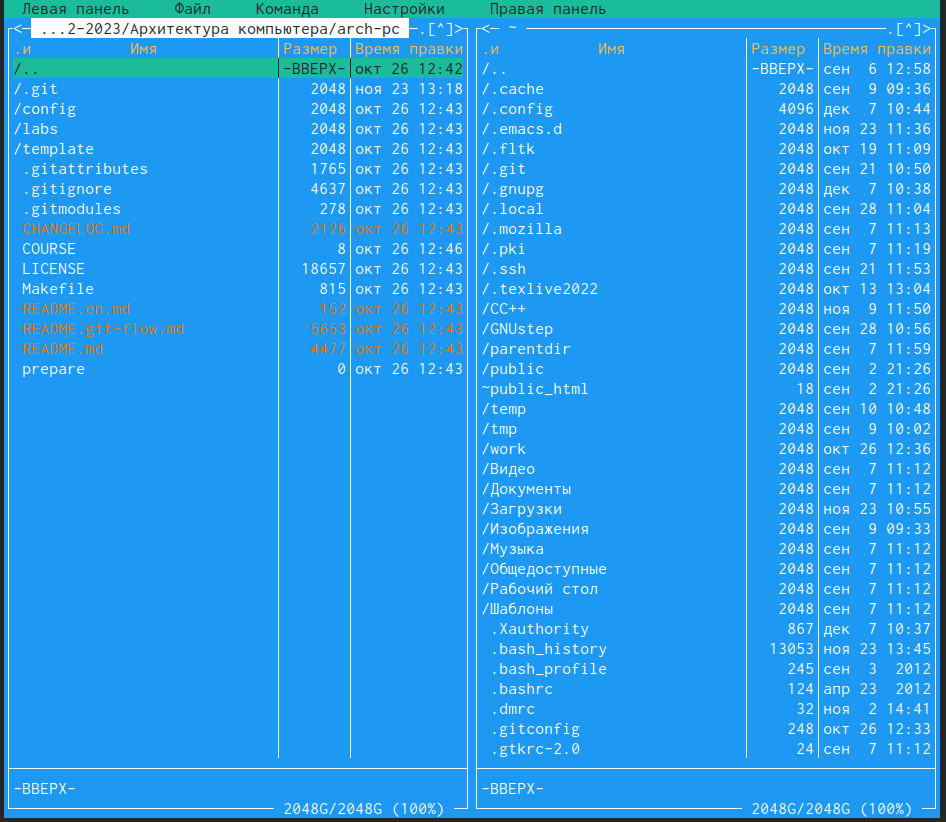 Левая панель Файл Команда Настройки Правая панель
<─ ...2-2023/Архитектура компьютера/arch-pc ─.[^]>
.и Имя Размер Время правки
/.. -ВВЕРХ- окт 26 12:42
/.git 2048 ноя 23 13:18
/config 2048 окт 26 12:43
/labs 2048 окт 26 12:43
/template 2048 окт 26 12:43
.gitattributes 1765 окт 26 12:43
.gitignore 4637 окт 26 12:43
.gitmodules 278 окт 26 12:43
CHANGELOG.md 2126 окт 26 12:43
COURSE 8 окт 26 12:46
LICENSE 18657 окт 26 12:43
Makefile 815 окт 26 12:43
README.en.md 152 окт 26 12:43
README.git-flow.md 5653 окт 26 12:43
README.md 4477 окт 26 12:43
prepare 0 окт 26 12:43
-ВВЕРХ-
2048G/2048G (100%)
<─ ~ ─.[^]>
.и Имя Размер Время правки
/.. -ВВЕРХ- сен 6 12:58
/.cache 2048 сен 9 09:36
/.config 4096 дек 7 10:44
/.emacs.d 2048 ноя 23 11:36
/.fltk 2048 окт 19 11:09
/.git 2048 сен 21 10:50
/.gnupg 2048 дек 7 10:38
/.local 2048 сен 28 11:04
/.mozilla 2048 сен 7 11:13
/.pki 2048 сен 7 11:19
/.ssh 2048 сен 21 11:53
/.texlive2022 2048 окт 13 13:04
/CC++ 2048 ноя 9 11:50
/GNUstep 2048 сен 28 10:56
/parentdir 2048 сен 7 11:59
/public 2048 сен 2 21:26
~public_html 18 сен 2 21:26
/temp 2048 сен 10 10:48
/tmp 2048 сен 9 10:02
/work 2048 окт 26 12:36
/Видео 2048 сен 7 11:12
/Документы 2048 сен 7 11:12
/Загрузки 2048 ноя 23 10:55
/Изображения 2048 сен 9 09:33
/Музыка 2048 сен 7 11:12
/Общедоступные 2048 сен 7 11:12
/Рабочий стол 2048 сен 7 11:12
/Шаблоны 2048 сен 7 11:12
.Xauthority 867 дек 7 10:37
.bash_history 13053 ноя 23 13:45
.bash_profile 245 сен 3 2012
.bashrc 124 апр 23 2012
.dmrc 32 ноя 2 14:41
.gitconfig 248 окт 26 12:33
.gtkrc-2.0 24 сен 7 11:12
-ВВЕРХ-
2048G/2048G (100%)